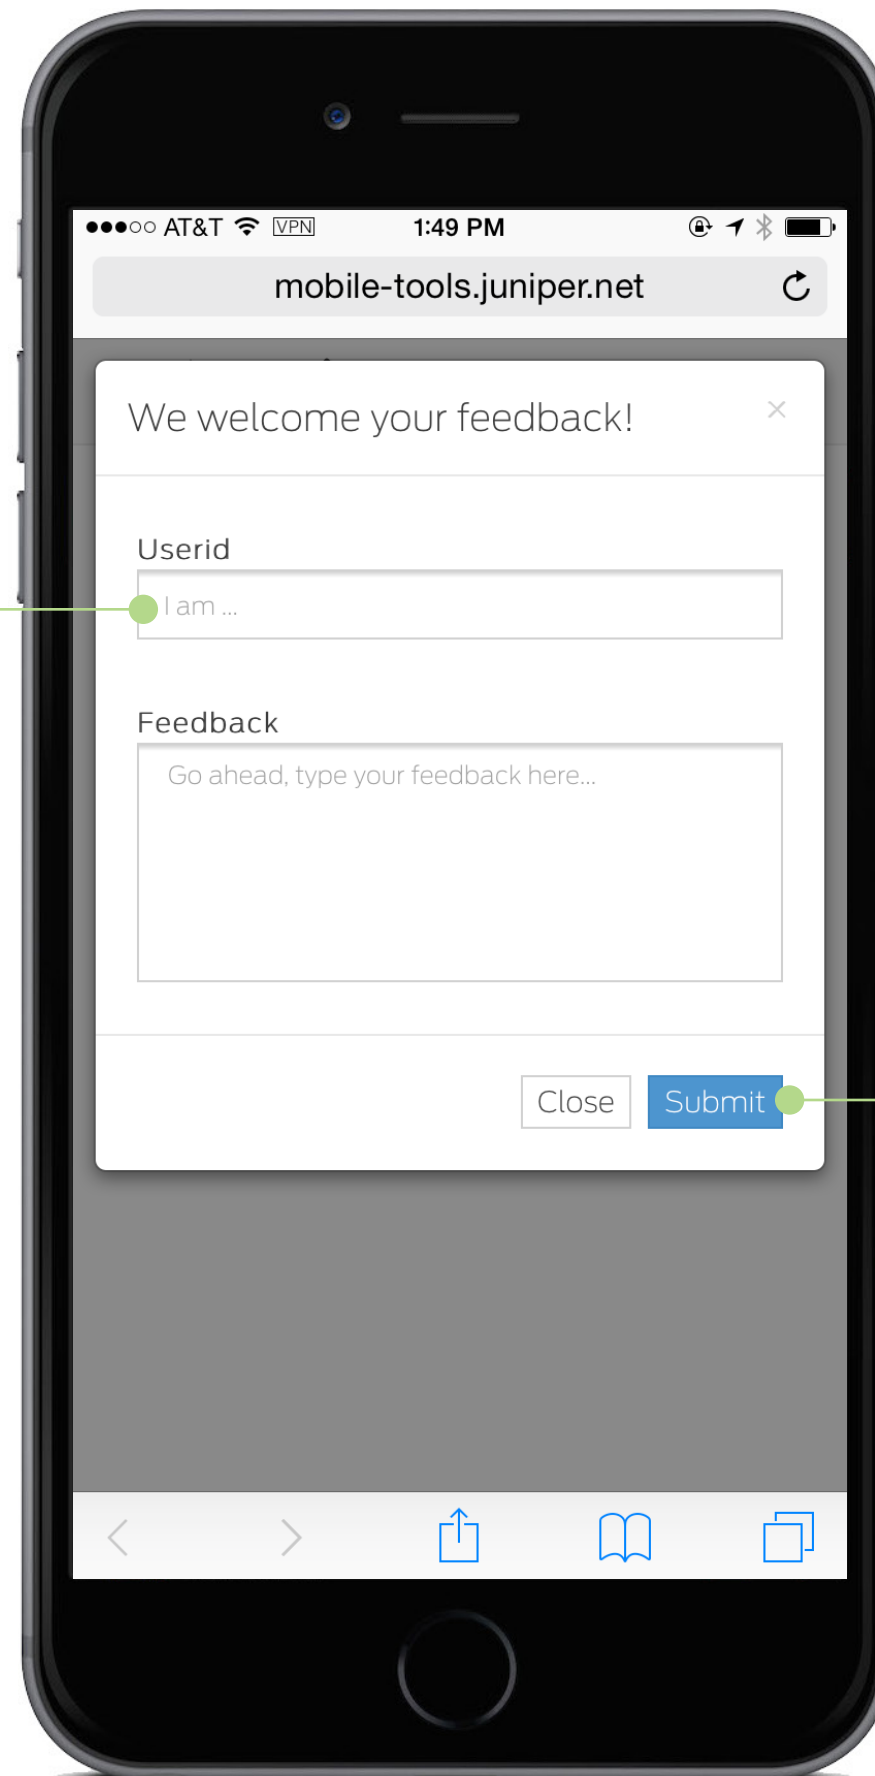 AT&T VPN 1:49 PM
mobile-tools.juniper.net
We welcome your feedback!
Userid
I am ...
Feedback
Go ahead, type your feedback here...
Close Submit